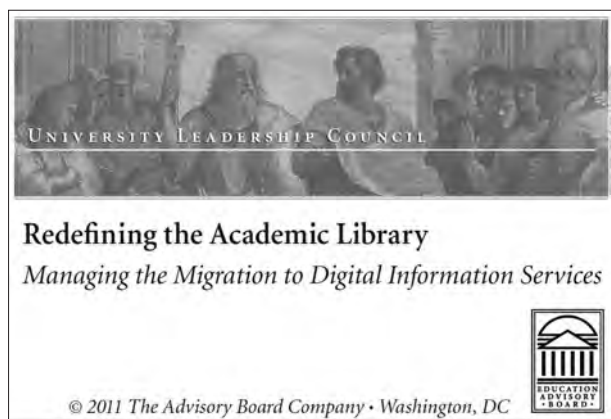 UNIVERSITY LEADERSHIP COUNCIL
Redefining the Academic Library
Managing the Migration to Digital Information Services
EDUCATION
ADVISORY
• BOARD •
© 2011 The Advisory Board Company • Washington, DC